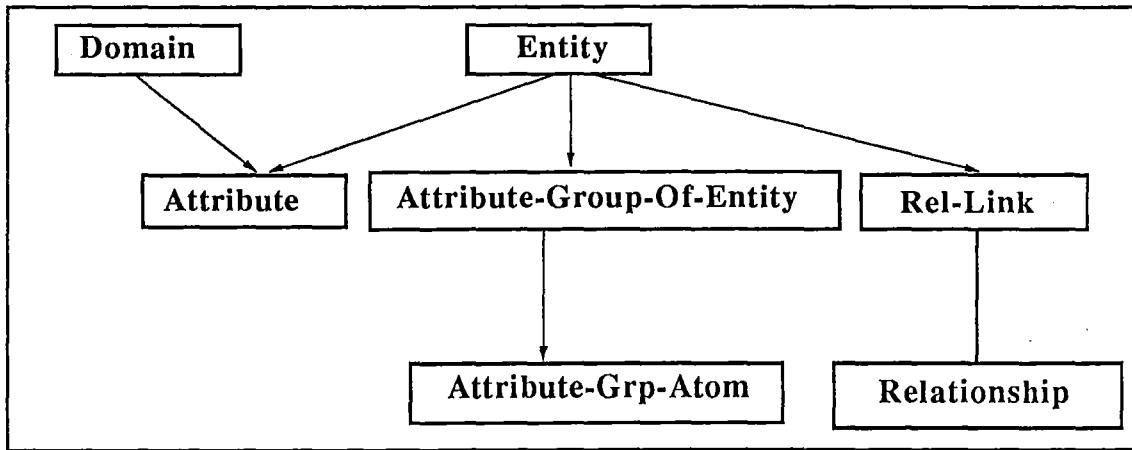 Domain
Entity
Attribute
Attribute-Group-Of-Entity
Rel-Link
Attribute-Grp-Atom
Relationship